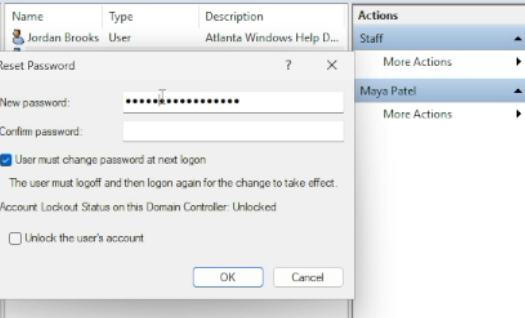 Name Type Description
Jordan Brooks User Atlanta Windows Help D...
Actions
Staff
More Actions
Maya Patel
More Actions
Reset Password ? ×
New password: •••••••••••••••••
Confirm password:
User must change password at next logon
The user must logoff and then logon again for the change to take effect.
Account Lockout Status on this Domain Controller: Unlocked
Unlock the user's account
OK Cancel